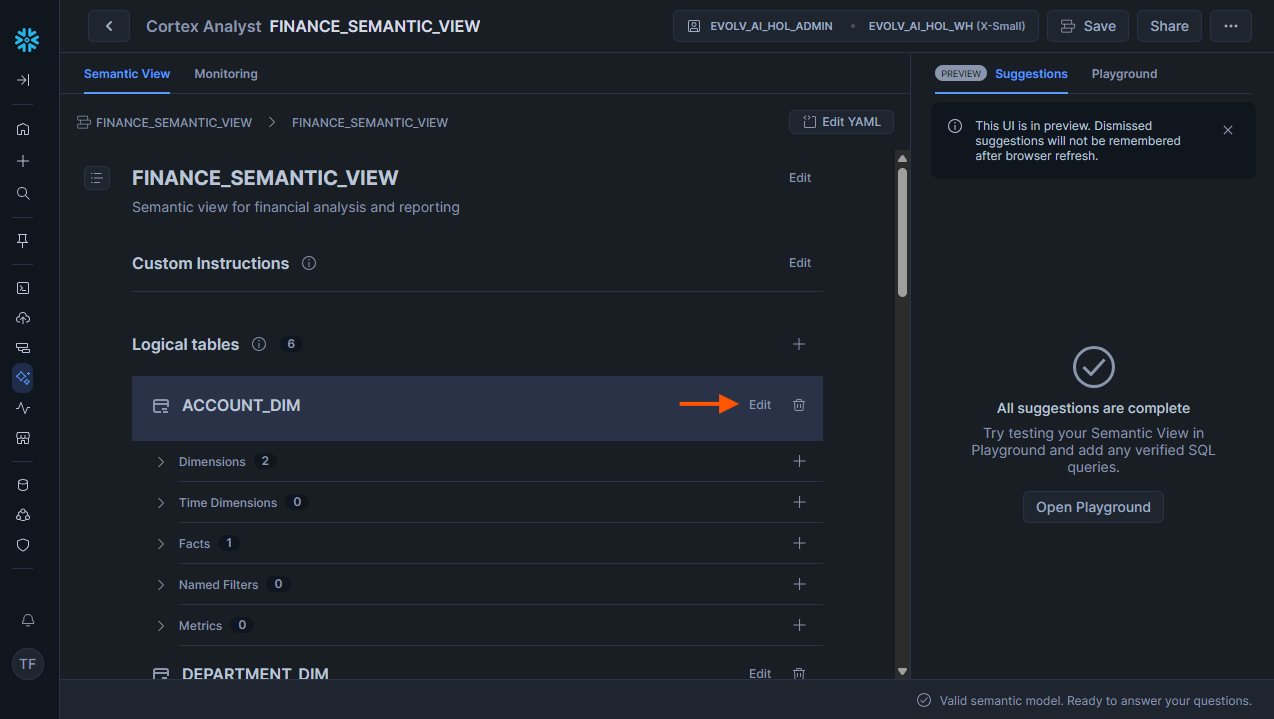 Cortex Analyst FINANCE_SEMANTIC_VIEW
EVOLV_AI_HOL_ADMIN • EVOLV_AI_HOL_WH (X-Small)
Save
Share
Semantic View
Monitoring
PREVIEW Suggestions
Playground
FINANCE_SEMANTIC_VIEW > FINANCE_SEMANTIC_VIEW
Edit YAML
This UI is in preview. Dismissed
suggestions will not be remembered
after browser refresh.
FINANCE_SEMANTIC_VIEW
Edit
Semantic view for financial analysis and reporting
Custom Instructions
Edit
Logical tables 6
ACCOUNT_DIM
Edit
Dimensions 2
Time Dimensions 0
Facts 1
Named Filters 0
Metrics 0
DEPARTMENT_DIM
Edit
All suggestions are complete
Try testing your Semantic View in
Playground and add any verified SQL
queries.
Open Playground
TF
Valid semantic model. Ready to answer your questions.